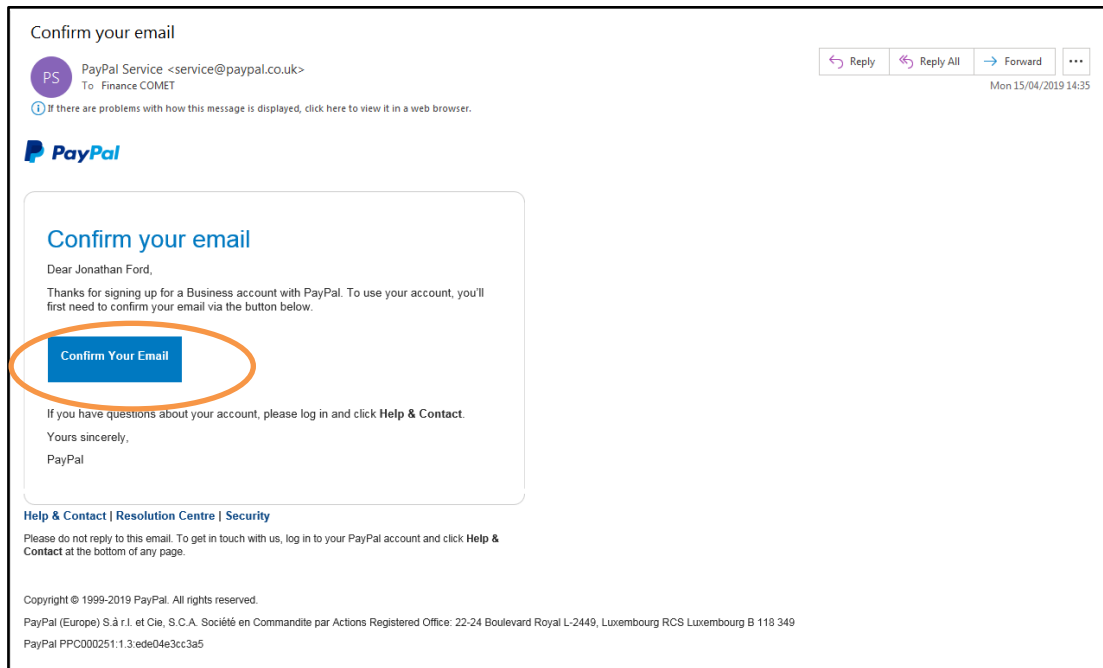 Confirm your email
PS
PayPal Service <service@paypal.co.uk>
To Finance COMET
Reply
Reply All
Forward
Mon 15/04/2019 14:35
If there are problems with how this message is displayed, click here to view it in a web browser.
PayPal
Confirm your email
Dear Jonathan Ford,
Thanks for signing up for a Business account with PayPal. To use your account, you'll
first need to confirm your email via the button below.
Confirm Your Email
If you have questions about your account, please log in and click Help & Contact.
Yours sincerely,
PayPal
Help & Contact | Resolution Centre | Security
Please do not reply to this email. To get in touch with us, log in to your PayPal account and click Help &
Contact at the bottom of any page.
Copyright © 1999-2019 PayPal. All rights reserved.
PayPal (Europe) S.à r.l. et Cie, S.C.A. Société en Commandite par Actions Registered Office: 22-24 Boulevard Royal L-2449, Luxembourg RCS Luxembourg B 118 349
PayPal PPC000251:1.3:ede04e3cc3a5